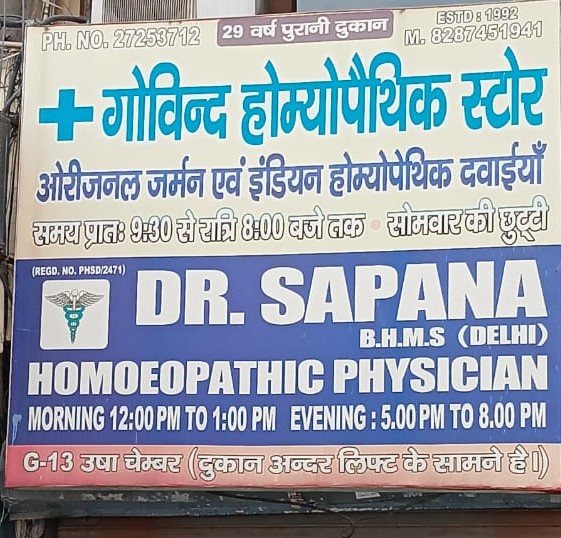 PH. NO. 27253712 29 वर्ष पुरानी दुकान ESTD : 1992
M. 8287451941
गोविन्द होम्योपैथिक स्टोर
ओरीजनल जर्मन एवं इंडियन होम्योपेथिक दवाईयाँ
समय प्रातः 9:30 से रात्रि 8:00 बजे तक • सोमवार की छुट्टी
(REGD. NO. PHSD/2471)
DR. SAPANA
B.H.M.S (DELHI)
HOMOEOPATHIC PHYSICIAN
MORNING 12:00 PM TO 1:00 PM EVENING : 5.00 PM TO 8.00 PM
G-13 उषा चेम्बर (दुकान अन्दर लिफ्ट के सामने है।)